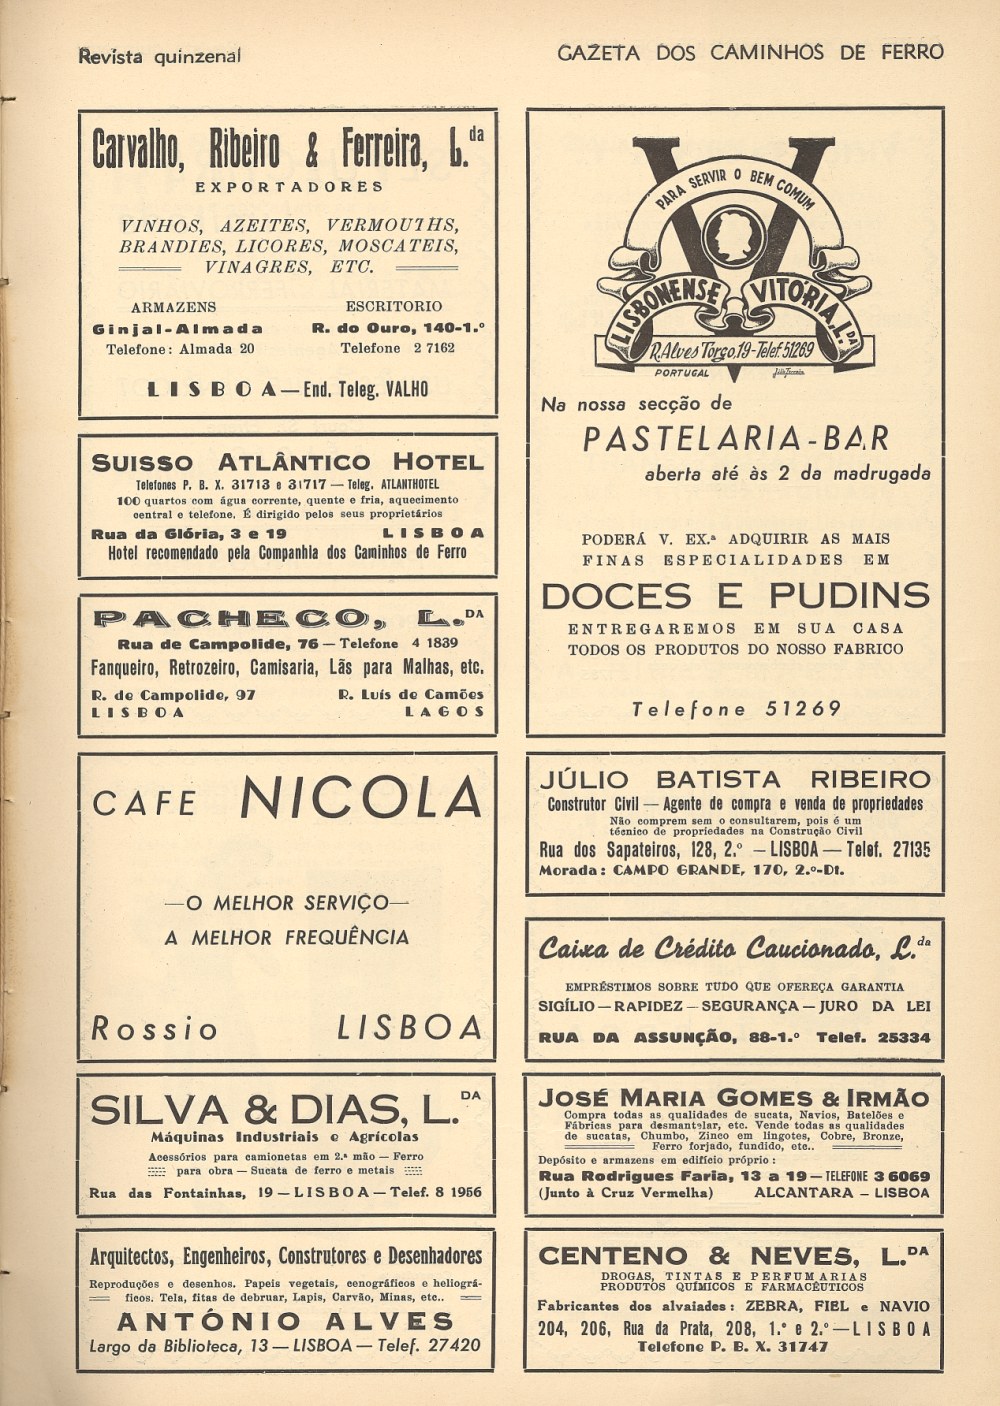 Revista quinzenal
GAZETA DOS CAMINHOS DE FERRO
Carvalho, Ribeiro & Ferreira, L.da
EXPORTADORES
VINHOS, AZEITES, VERMOUTHS,
BRANDIES, LICORES, MOSCATEIS,
VINAGRES, ETC.
ARMAZENS
Ginjal-Almada
Telefone: Almada 20
ESCRITORIO
R. do Ouro, 140-1.º
Telefone 2 7162
LISBOA — End. Teleg. VALHO
SUISSO ATLÂNTICO HOTEL
Telefones P. B. X. 31713 e 31717 — Teleg. ATLANTHOTEL
100 quartos com água corrente, quente e fria, aquecimento
central e telefone. É dirigido pelos seus proprietários
Rua da Glória, 3 e 19 LISBOA
Hotel recomendado pela Companhia dos Caminhos de Ferro
PACHECO, L.DA
Rua de Campolide, 76 — Telefone 4 1839
Fanqueiro, Retrozeiro, Camisaria, Lãs para Malhas, etc.
R. de Campolide, 97
LISBOA
R. Luís de Camões
LAGOS
CAFE NICOLA
—O MELHOR SERVIÇO—
A MELHOR FREQUÊNCIA
Rossio LISBOA
SILVA & DIAS, L.DA
Máquinas Industriais e Agrícolas
Acessórios para camionetas em 2.ª mão — Ferro
para obra — Sucata de ferro e metais
Rua das Fontainhas, 19 — LISBOA — Telef. 8 1956
Arquitectos, Engenheiros, Construtores e Desenhadores
Reproduções e desenhos. Papeis vegetais, cenográficos e heliográ-
ficos. Tela, fitas de debruar, Lapis, Carvão, Minas, etc..
ANTÓNIO ALVES
Largo da Biblioteca, 13 — LISBOA — Telef. 27420
V
PARA SERVIR O BEM COMUM
LISBONENSE VITÓRIA, L.DA
R. Alves Torgo, 19 - Telef. 51269
PORTUGAL
Na nossa secção de
PASTELARIA-BAR
aberta até às 2 da madrugada
PODERÁ V. EX.ª ADQUIRIR AS MAIS
FINAS ESPECIALIDADES EM
DOCES E PUDINS
ENTREGAREMOS EM SUA CASA
TODOS OS PRODUTOS DO NOSSO FABRICO
Telefone 51269
JÚLIO BATISTA RIBEIRO
Construtor Civil — Agente de compra e venda de propriedades
Não comprem sem o consultarem, pois é um
técnico de propriedades na Construção Civil
Rua dos Sapateiros, 128, 2.º — LISBOA — Telef. 27135
Morada: CAMPO GRANDE, 170, 2.º-Dt.
Caixa de Crédito Caucionado, L.da
EMPRÉSTIMOS SOBRE TUDO QUE OFEREÇA GARANTIA
SIGÍLIO — RAPIDEZ — SEGURANÇA — JURO DA LEI
RUA DA ASSUNÇÃO, 88-1.º Telef. 25334
JOSÉ MARIA GOMES & IRMÃO
Compra todas as qualidades de sucata, Navios, Batelões e
Fábricas para desmantelar, etc. Vende todas as qualidades
de sucatas, Chumbo, Zinco em lingotes, Cobre, Bronze,
Ferro forjado, fundido, etc..
Depósito e armazens em edifício próprio:
Rua Rodrigues Faria, 13 a 19 — TELEFONE 3 6069
(Junto à Cruz Vermelha) ALCANTARA — LISBOA
CENTENO & NEVES, L.DA
DROGAS, TINTAS E PERFUMARIAS
PRODUTOS QUÍMICOS E FARMACÊUTICOS
Fabricantes dos alvaiades: ZEBRA, FIEL e NAVIO
204, 206, Rua da Prata, 208, 1.º e 2.º — LISBOA
Telefone P. B. X. 31747